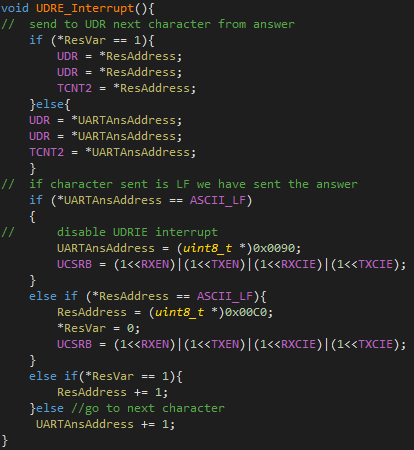 void UDRE_Interrupt(){
//  send to UDR next character from answer
    if (*ResVar == 1){
        UDR = *ResAddress;
        UDR = *ResAddress;
        TCNT2 = *ResAddress;
    }else{
    UDR = *UARTAnsAddress;
    UDR = *UARTAnsAddress;
    TCNT2 = *UARTAnsAddress;
    }
//  if character sent is LF we have sent the answer
    if (*UARTAnsAddress == ASCII_LF)
    {
//      disable UDRIE interrupt
        UARTAnsAddress = (uint8_t *)0x0090;
        UCSRB = (1<<RXEN)|(1<<TXEN)|(1<<RXCIE)|(1<<TXCIE);
    }
    else if (*ResAddress == ASCII_LF){
        ResAddress = (uint8_t *)0x00C0;
        *ResVar = 0;
        UCSRB = (1<<RXEN)|(1<<TXEN)|(1<<RXCIE)|(1<<TXCIE);
    }
    else if(*ResVar == 1){
        ResAddress += 1;
    }else //go to next character
     UARTAnsAddress += 1;
}